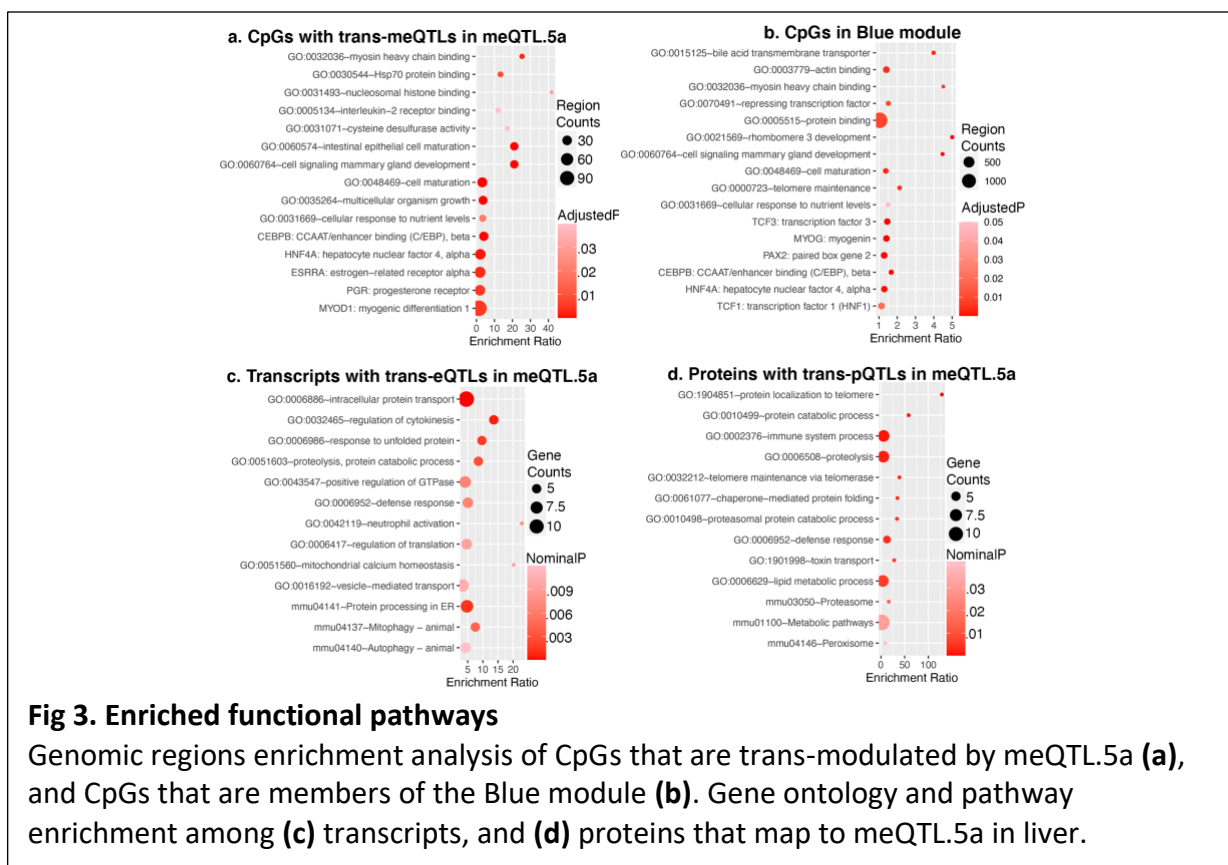 a. CpGs with trans-meQTLs in meQTL.5a
GO:0032036~myosin heavy chain binding
GO:0030544~Hsp70 protein binding
GO:0031493~nucleosomal histone binding
GO:0005134~interleukin-2 receptor binding
GO:0031071~cysteine desulfurase activity
GO:0060574~intestinal epithelial cell maturation
GO:0060764~cell signaling mammary gland development
GO:0048469~cell maturation
GO:0035264~multicellular organism growth
GO:0031669~cellular response to nutrient levels
CEBPB: CCAAT/enhancer binding (C/EBP), beta
HNF4A: hepatocyte nuclear factor 4, alpha
ESRRA: estrogen-related receptor alpha
PGR: progesterone receptor
MYOD1: myogenic differentiation 1
0 10 20 30 40
Enrichment Ratio
Region
Counts
30
60
90
AdjustedP
.03
.02
.01
b. CpGs in Blue module
GO:0015125~bile acid transmembrane transporter
GO:0003779~actin binding
GO:0032036~myosin heavy chain binding
GO:0070491~repressing transcription factor
GO:0005515~protein binding
GO:0021569~rhombomere 3 development
GO:0060764~cell signaling mammary gland development
GO:0048469~cell maturation
GO:0000723~telomere maintenance
GO:0031669~cellular response to nutrient levels
TCF3: transcription factor 3
MYOG: myogenin
PAX2: paired box gene 2
CEBPB: CCAAT/enhancer binding (C/EBP), beta
HNF4A: hepatocyte nuclear factor 4, alpha
TCF1: transcription factor 1 (HNF1)
1 2 3 4 5
Enrichment Ratio
Region
Counts
500
1000
AdjustedP
0.05
0.04
0.03
0.02
0.01
c. Transcripts with trans-eQTLs in meQTL.5a
GO:0006886~intracellular protein transport
GO:0032465~regulation of cytokinesis
GO:0006986~response to unfolded protein
GO:0051603~proteolysis, protein catabolic process
GO:0043547~positive regulation of GTPase
GO:0006952~defense response
GO:0042119~neutrophil activation
GO:0006417~regulation of translation
GO:0051560~mitochondrial calcium homeostasis
GO:0016192~vesicle-mediated transport
mmu04141~Protein processing in ER
mmu04137~Mitophagy - animal
mmu04140~Autophagy - animal
5 10 15 20
Enrichment Ratio
Gene
Counts
5
7.5
10
NominalP
.009
.006
.003
d. Proteins with trans-pQTLs in meQTL.5a
GO:1904851~protein localization to telomere
GO:0010499~protein catabolic process
GO:0002376~immune system process
GO:0006508~proteolysis
GO:0032212~telomere maintenance via telomerase
GO:0061077~chaperone-mediated protein folding
GO:0010498~proteasomal protein catabolic process
GO:0006952~defense response
GO:1901998~toxin transport
GO:0006629~lipid metabolic process
mmu03050~Proteasome
mmu01100~Metabolic pathways
mmu04146~Peroxisome
0 50 100
Enrichment Ratio
Gene
Counts
5
7.5
10
NominalP
.03
.02
.01
Fig 3. Enriched functional pathways
Genomic regions enrichment analysis of CpGs that are trans-modulated by meQTL.5a (a),
and CpGs that are members of the Blue module (b). Gene ontology and pathway
enrichment among (c) transcripts, and (d) proteins that map to meQTL.5a in liver.